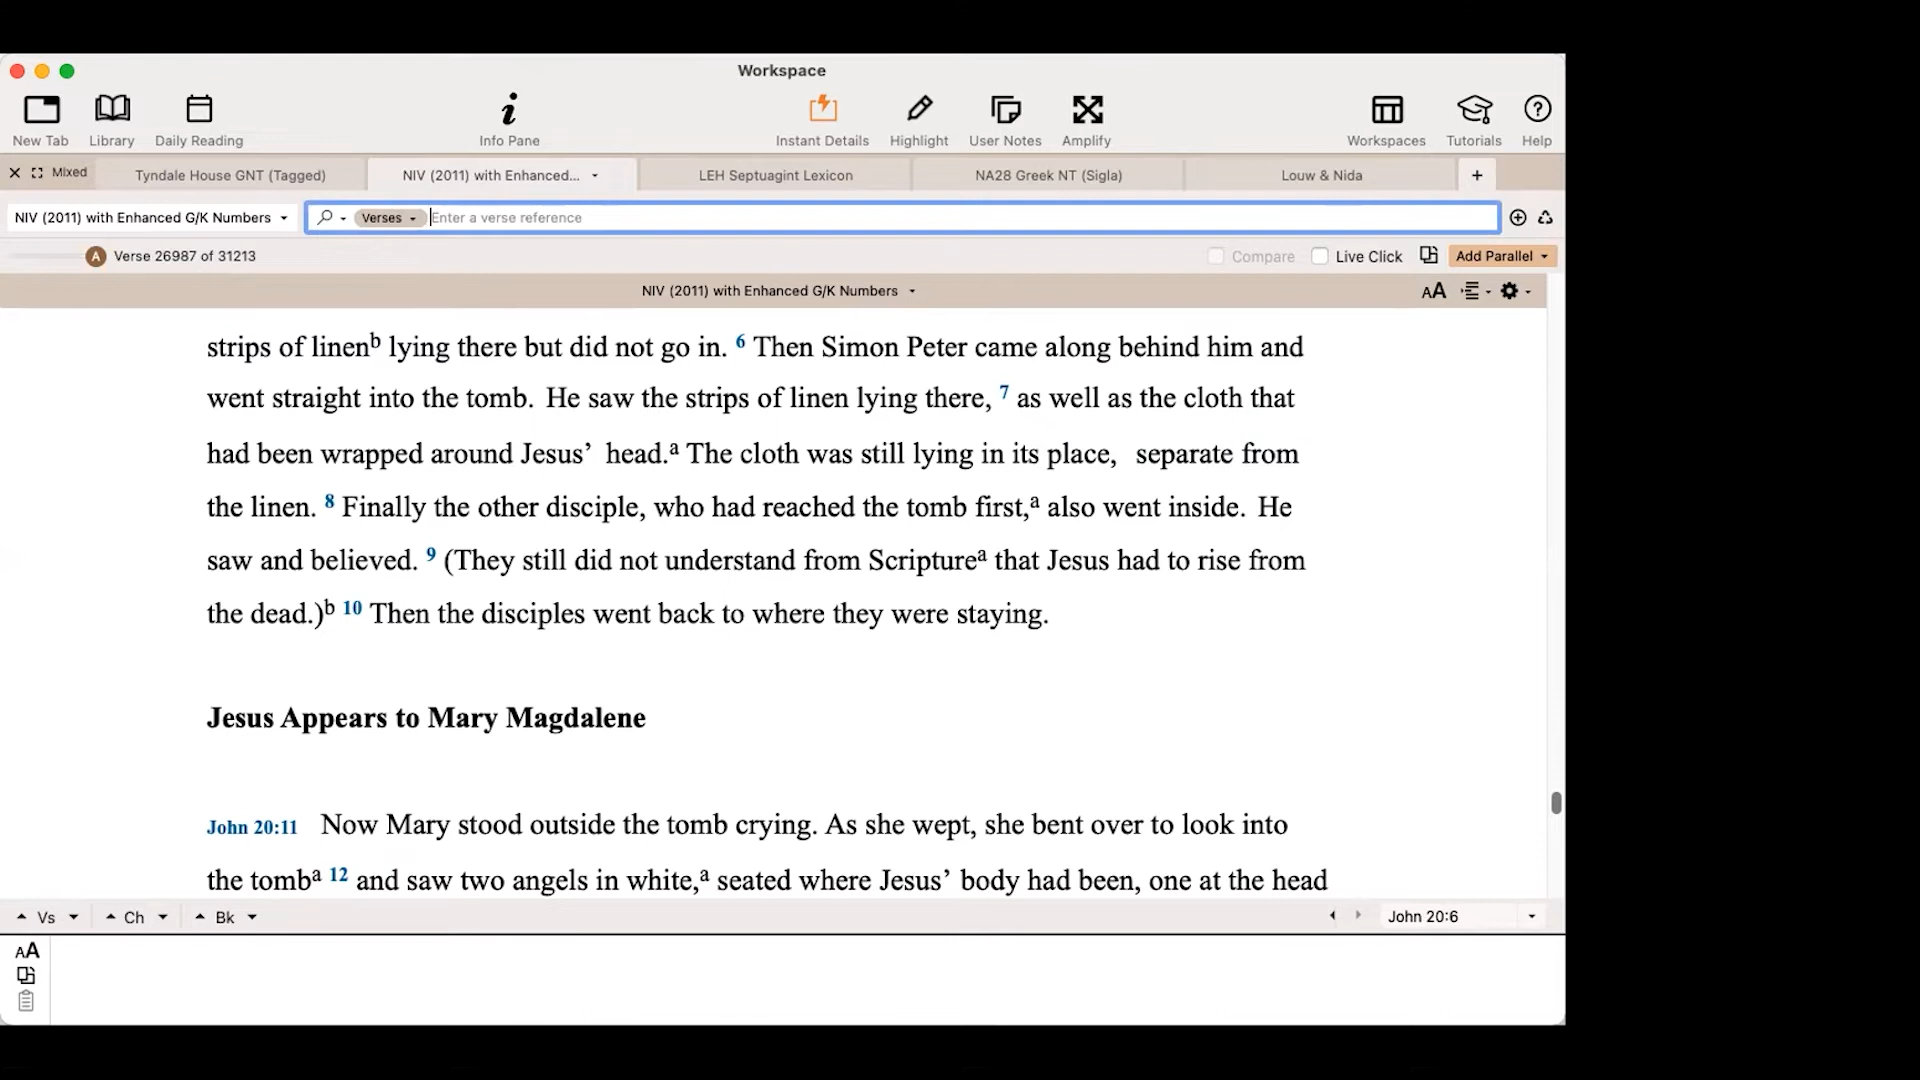 Workspace
New Tab Library Daily Reading Info Pane Instant Details Highlight User Notes Amplify Workspaces Tutorials Help
Mixed Tyndale House GNT (Tagged) NIV (2011) with Enhanced... LEH Septuagint Lexicon NA28 Greek NT (Sigla) Louw & Nida +
NIV (2011) with Enhanced G/K Numbers Verses Enter a verse reference
A Verse 26987 of 31213 Compare Live Click Add Parallel
NIV (2011) with Enhanced G/K Numbers AA
strips of linenb lying there but did not go in. 6 Then Simon Peter came along behind him and
went straight into the tomb. He saw the strips of linen lying there, 7 as well as the cloth that
had been wrapped around Jesus’ head.a The cloth was still lying in its place, separate from
the linen. 8 Finally the other disciple, who had reached the tomb first,a also went inside. He
saw and believed. 9 (They still did not understand from Scripturea that Jesus had to rise from
the dead.)b 10 Then the disciples went back to where they were staying.
Jesus Appears to Mary Magdalene
John 20:11 Now Mary stood outside the tomb crying. As she wept, she bent over to look into
the tomba 12 and saw two angels in white,a seated where Jesus’ body had been, one at the head
Vs Ch Bk John 20:6
AA